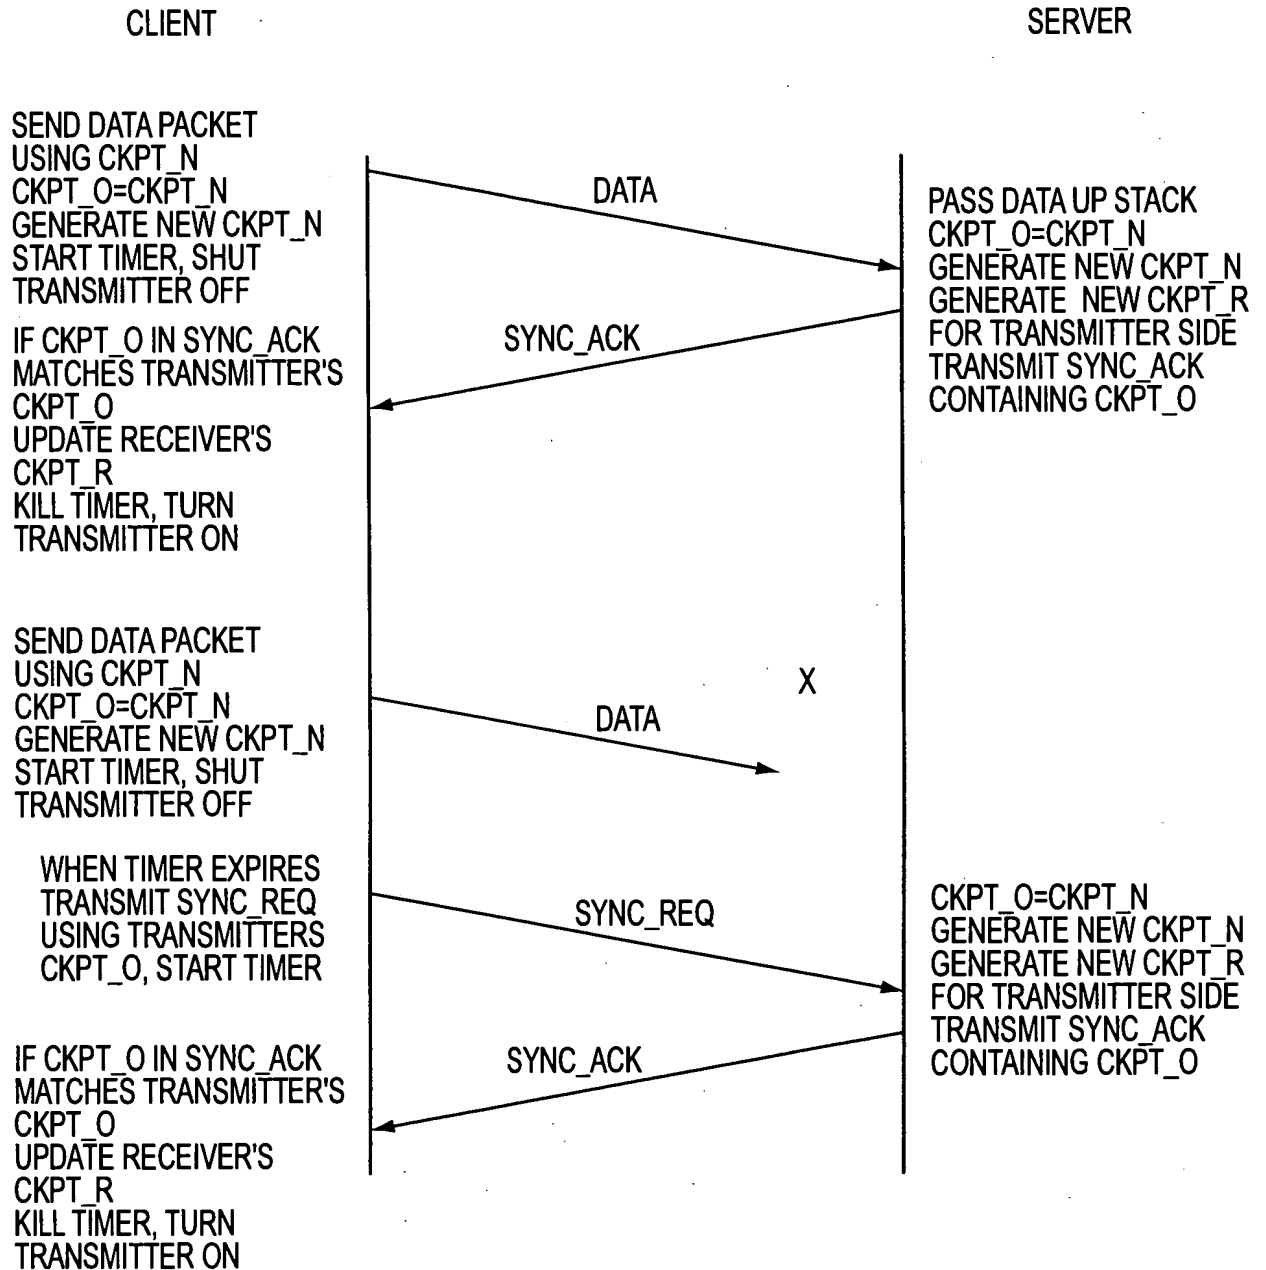 CLIENT
SERVER
SEND DATA PACKET
USING CKPT_N
CKPT_O=CKPT_N
GENERATE NEW CKPT_N
START TIMER, SHUT
TRANSMITTER OFF
DATA
PASS DATA UP STACK
CKPT_O=CKPT_N
GENERATE NEW CKPT_N
GENERATE NEW CKPT_R
FOR TRANSMITTER SIDE
TRANSMIT SYNC_ACK
CONTAINING CKPT_O
SYNC_ACK
IF CKPT_O IN SYNC_ACK
MATCHES TRANSMITTER'S
CKPT_O
UPDATE RECEIVER'S
CKPT_R
KILL TIMER, TURN
TRANSMITTER ON
SEND DATA PACKET
USING CKPT_N
CKPT_O=CKPT_N
GENERATE NEW CKPT_N
START TIMER, SHUT
TRANSMITTER OFF
DATA
X
WHEN TIMER EXPIRES
TRANSMIT SYNC_REQ
USING TRANSMITTERS
CKPT_O, START TIMER
SYNC_REQ
CKPT_O=CKPT_N
GENERATE NEW CKPT_N
GENERATE NEW CKPT_R
FOR TRANSMITTER SIDE
TRANSMIT SYNC_ACK
CONTAINING CKPT_O
SYNC_ACK
IF CKPT_O IN SYNC_ACK
MATCHES TRANSMITTER'S
CKPT_O
UPDATE RECEIVER'S
CKPT_R
KILL TIMER, TURN
TRANSMITTER ON